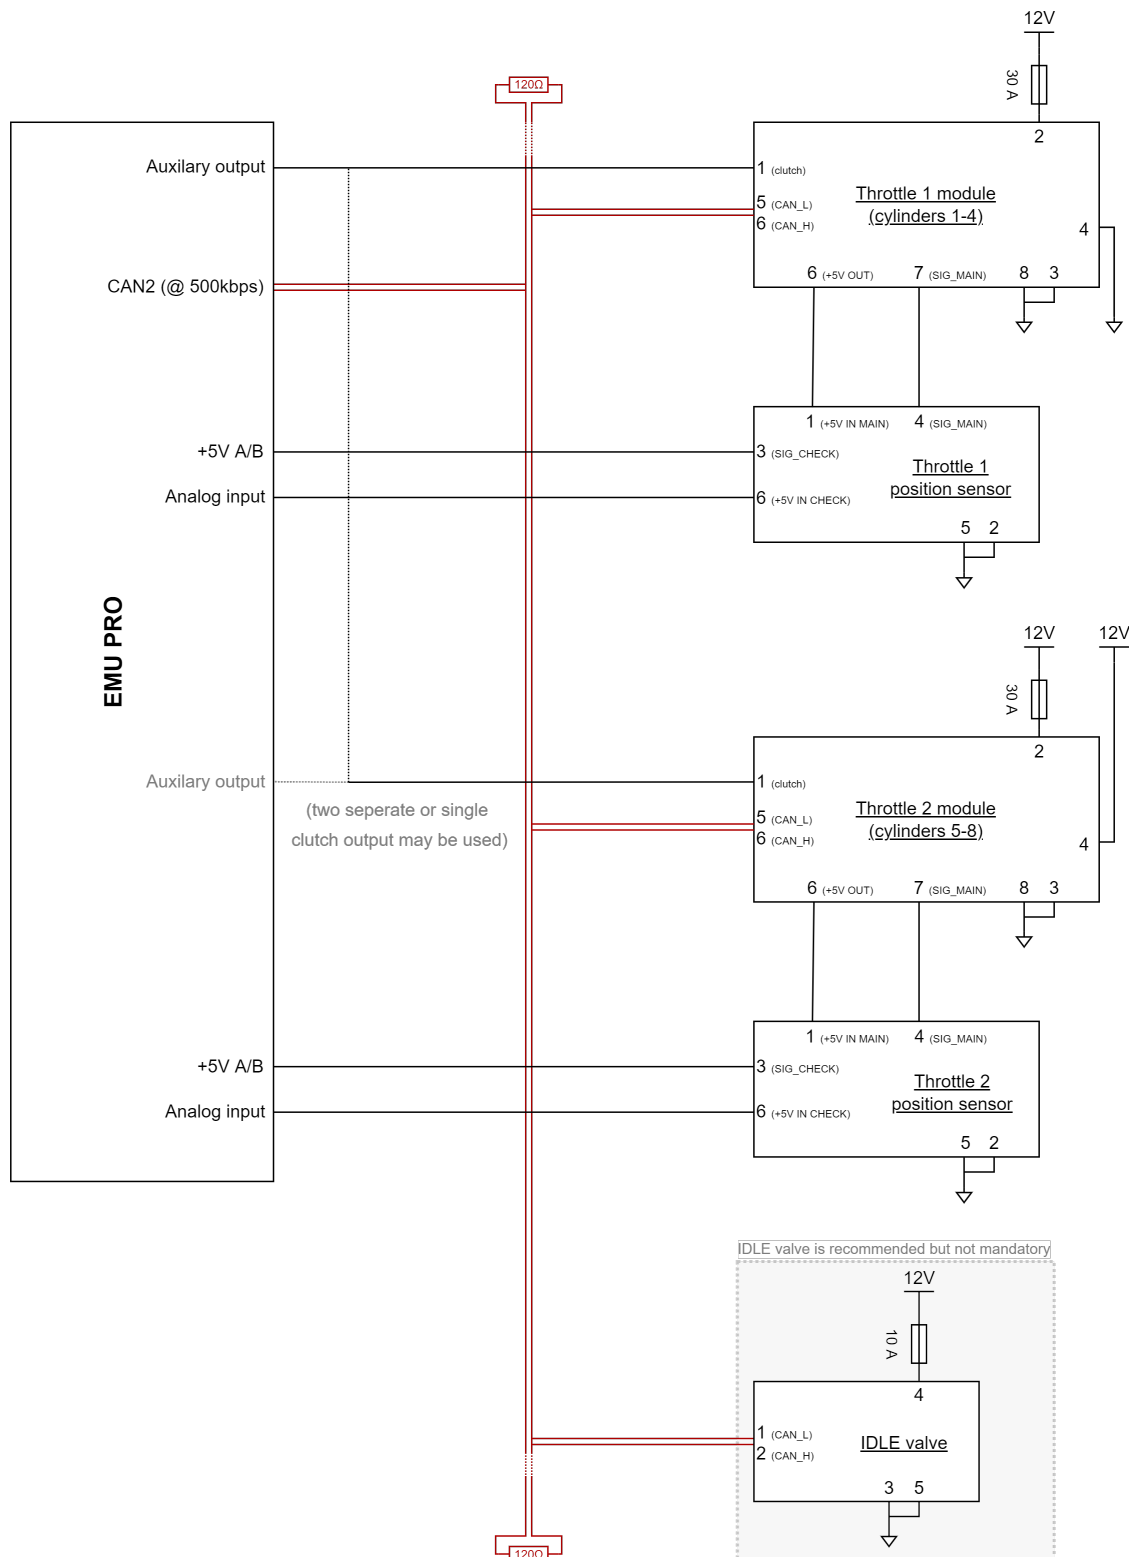 12V
30 A
120Ω
2
Auxilary output
1 (clutch)
Throttle 1 module
(cylinders 1-4)
5 (CAN_L)
6 (CAN_H)
4
CAN2 (@ 500kbps)
6 (+5V OUT)
7 (SIG_MAIN)
8
3
1 (+5V IN MAIN)
4 (SIG_MAIN)
+5V A/B
3 (SIG_CHECK)
Throttle 1
position sensor
Analog input
6 (+5V IN CHECK)
5
2
EMU PRO
12V
12V
30 A
2
Auxilary output
1 (clutch)
(two seperate or single
clutch output may be used)
Throttle 2 module
(cylinders 5-8)
5 (CAN_L)
6 (CAN_H)
4
6 (+5V OUT)
7 (SIG_MAIN)
8
3
1 (+5V IN MAIN)
4 (SIG_MAIN)
+5V A/B
3 (SIG_CHECK)
Throttle 2
position sensor
Analog input
6 (+5V IN CHECK)
5
2
IDLE valve is recommended but not mandatory
12V
10 A
4
1 (CAN_L)
2 (CAN_H)
IDLE valve
3
5
120Ω